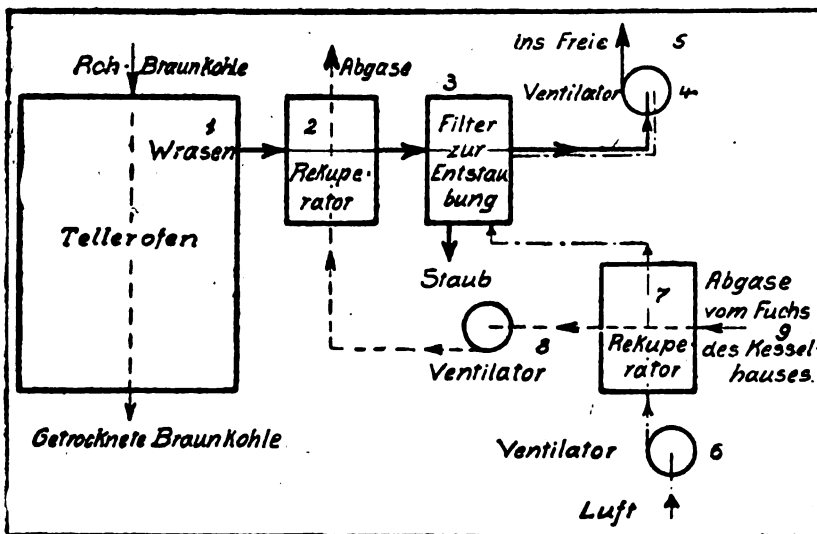 Roh-Braunkohle
1
Wrasen
Tellerofen
Getrocknete Braunkohle
Abgase
2
Rekupe-
rator
3
Filter
zur
Entstau
bung
Staub
Ins Freie
5
Ventilator
4
7
Rekupe-
rator
Abgase
vom Fuchs
9
des Kessel-
hauses.
8
Ventilator
Ventilator
6
Luft